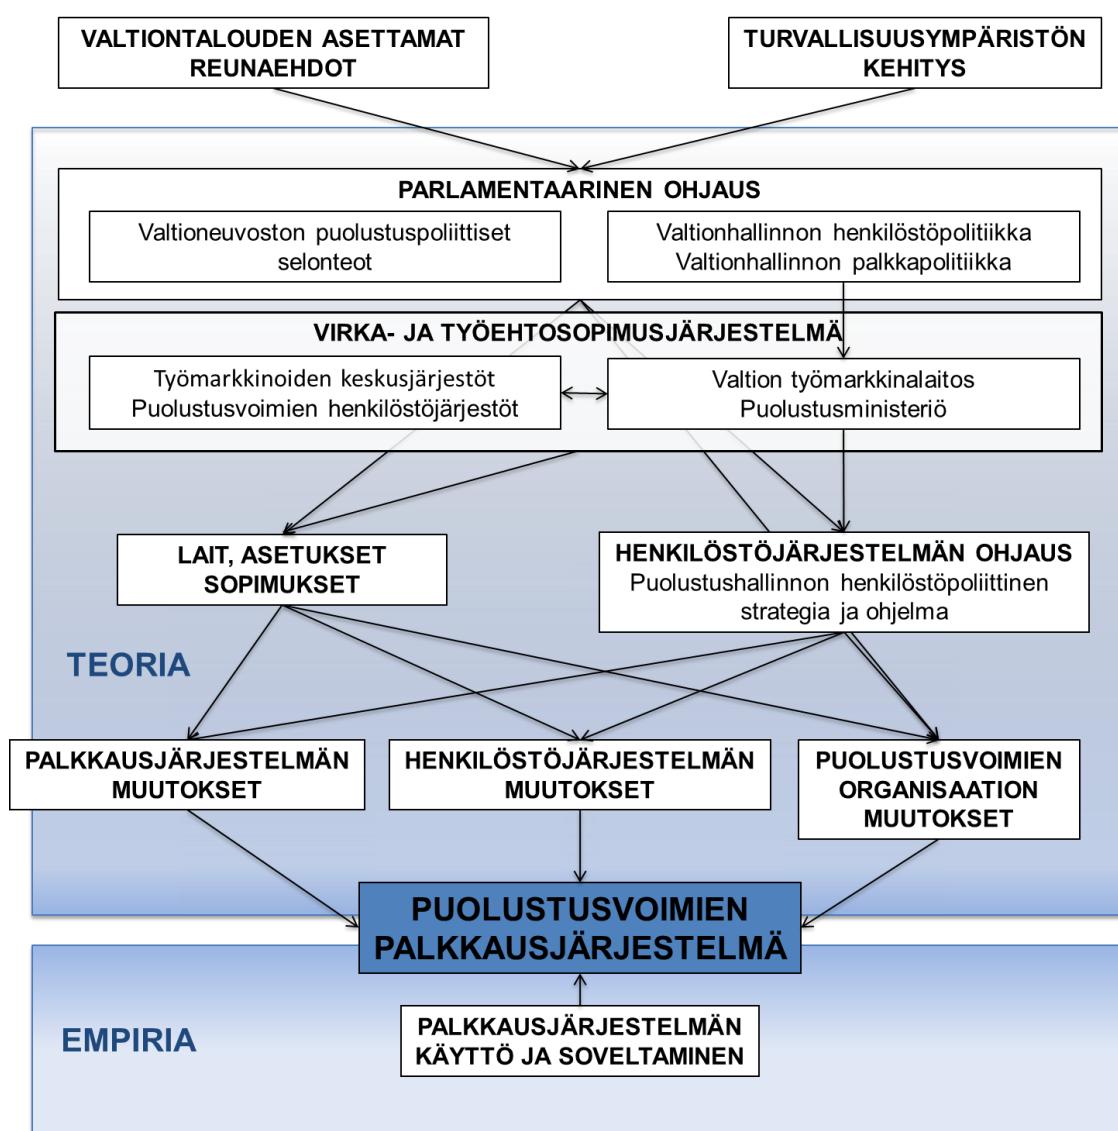 VALTIONTALOUDEN ASETTAMAT
REUNAEHDOT
TURVALLISUUSYMPÄRISTÖN
KEHITYS
PARLAMENTAARINEN OHJAUS
Valtioneuvoston puolustuspoliittiset
selonteot
Valtionhallinnon henkilöstöpolitiikka
Valtionhallinnon palkkapolitiikka
VIRKA- JA TYÖEHTOSOPIMUSJÄRJESTELMÄ
Työmarkkinoiden keskusjärjestöt
Puolustusvoimien henkilöstöjärjestöt
Valtion työmarkkinalaitos
Puolustusministeriö
LAIT, ASETUKSET
SOPIMUKSET
HENKILÖSTÖJÄRJESTELMÄN OHJAUS
Puolustushallinnon henkilöstöpoliittinen
strategia ja ohjelma
TEORIA
PALKKAUSJÄRJESTELMÄN
MUUTOKSET
HENKILÖSTÖJÄRJESTELMÄN
MUUTOKSET
PUOLUSTUSVOIMIEN
ORGANISAATION
MUUTOKSET
PUOLUSTUSVOIMIEN
PALKKAUSJÄRJESTELMÄ
EMPIRIA
PALKKAUSJÄRJESTELMÄN
KÄYTTÖ JA SOVELTAMINEN